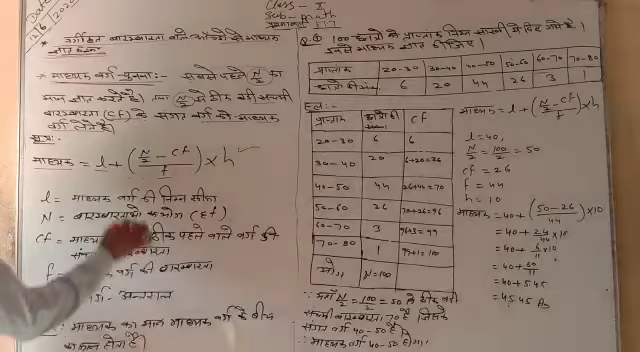 Date
12/6/2020
Class - X
Sub - Math
* वर्गीकृत बारम्बारता वाले आँकड़ों से माध्यक
ज्ञात करना
* माध्यक वर्ग चुनना:- सबसे पहले N/2 का
मान ज्ञात करते हैं। तथा N/2 से ठीक बड़ी संचयी
बारम्बारता (CF) के संगत वर्ग को माध्यक
वर्ग लेते हैं।
सूत्र:-
माध्यक = l + ((N/2 - CF)/f) × h
l = माध्यक वर्ग की निम्न सीमा
N = बारम्बारताओं का योग (Σf)
CF = ठीक पहले वाले वर्ग की
बारम्बारता
f = वर्ग की बारम्बारता
अन्तराल
माध्यक का मान माध्यक वर्ग के बीच
होता है
Q.① 100 छात्रों के प्राप्तांक निम्न सारणी में दिए गये हैं।
इनसे माध्यक ज्ञात कीजिए।
प्राप्तांक 20-30 30-40 40-50 50-60 60-70 70-80
छात्रों की संख्या 6 20 44 26 3 1
हल:-
प्राप्तांक छात्रों की संख्या CF
20-30 6 6
30-40 20 6+20=26
40-50 44 26+44=70
50-60 26 70+26=96
60-70 3 96+3=99
70-80 1 99+1=100
योग N=100
∵ यहाँ N/2 = 100/2 = 50 से ठीक बड़ी
संचयी बारम्बारता 70 है जिसके
संगत वर्ग 40-50 है
∴ माध्यक वर्ग 40-50 होगा।
माध्यक = l + ((N/2 - CF)/f) × h
l = 40,
N/2 = 100/2 = 50
CF = 26
f = 44
h = 10
माध्यक = 40 + ((50-26)/44) × 10
= 40 + 24/44 × 10
= 40 + 6/11 × 10
= 40 + 60/11
= 40 + 5.45
= 45.45 As